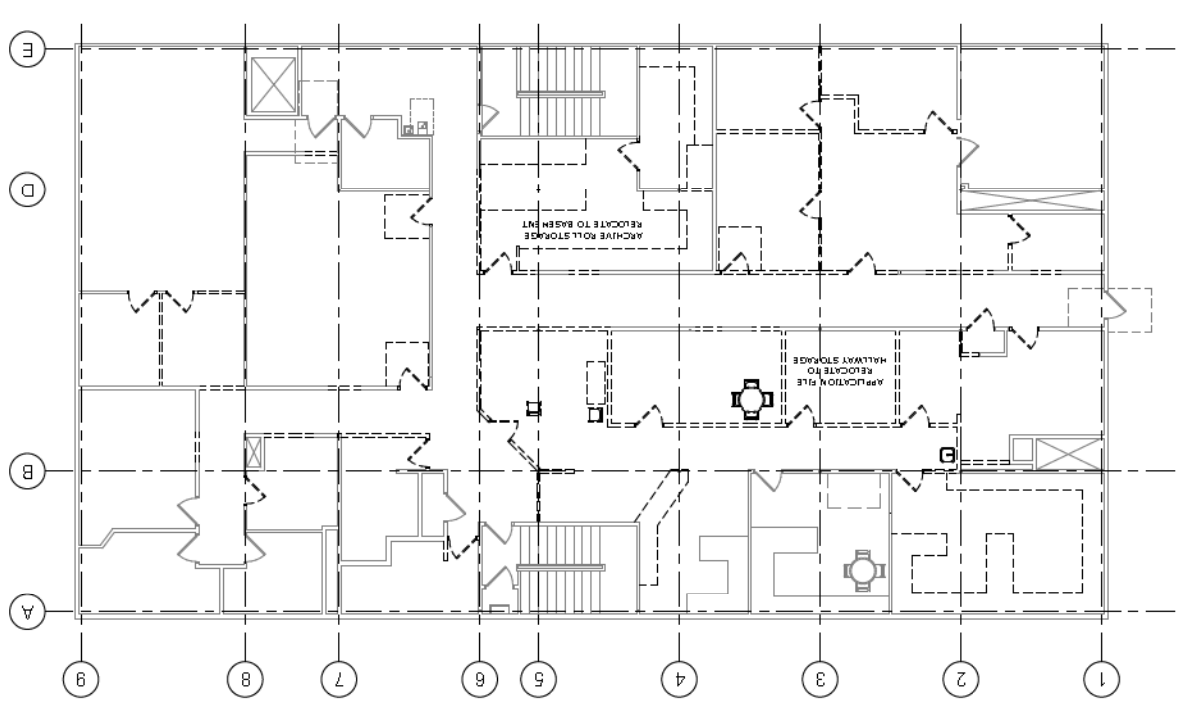 1
2
3
4
5
6
7
8
9
A
B
APPLICATION FILE
RELOCATE
TO
HALLWAY STORAGE
ARCHIVE ROLL STORAGE
RELOCATE TO BASEMENT
D
E